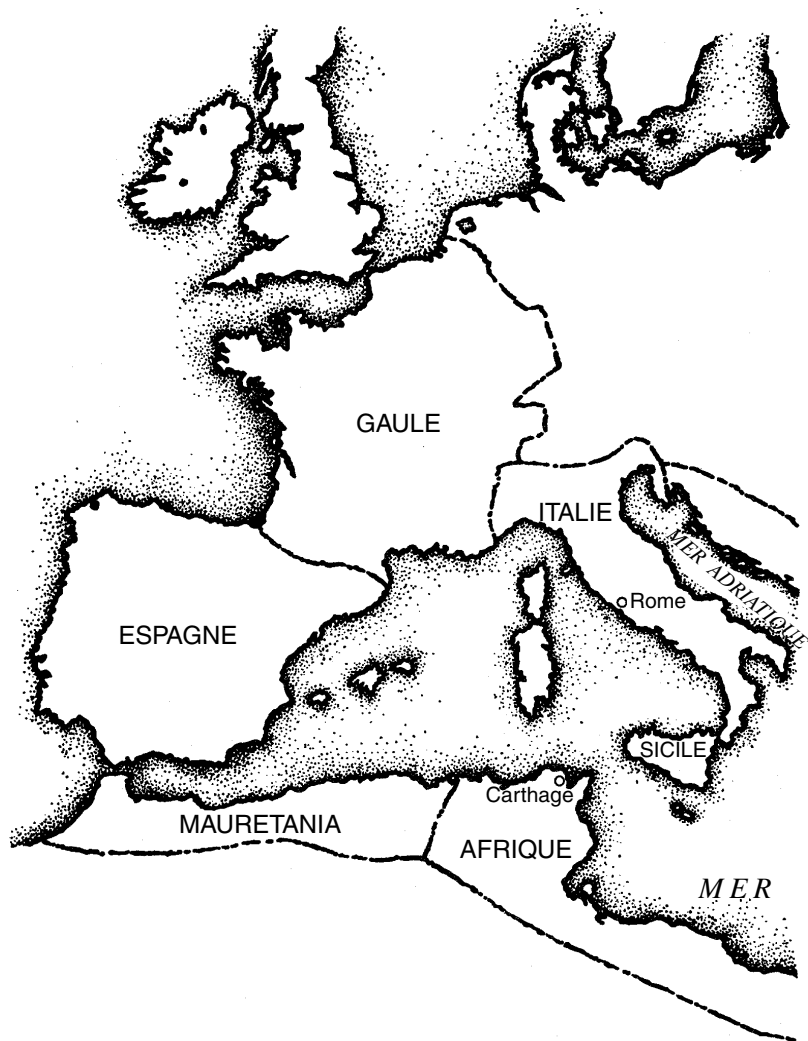 GAULE
ITALIE
MER ADRIATIQUE
Rome
ESPAGNE
SICILE
Carthage
MAURETANIA
AFRIQUE
MER